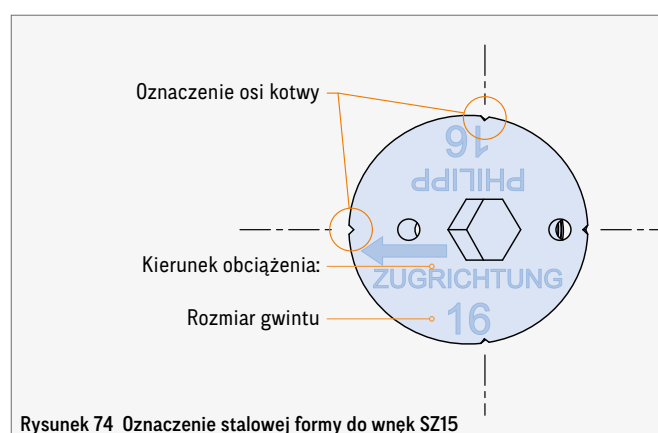 Oznaczenie osi kotwy
16
PHILIPP
Kierunek obciążenia:
ZUGRICHTUNG
Rozmiar gwintu
16
Rysunek 74 Oznaczenie stalowej formy do wnęk SZ15